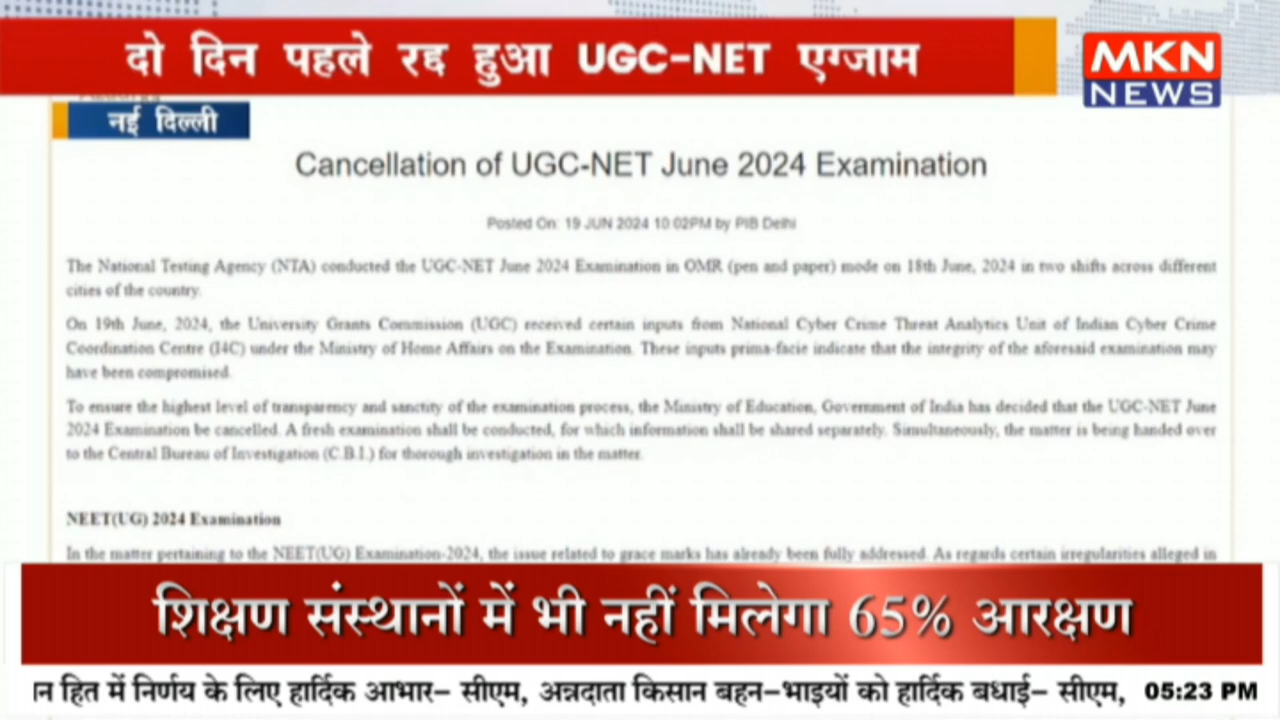 दो दिन पहले रद्द हुआ UGC-NET एग्जाम
MKN
NEWS
नई दिल्ली
Cancellation of UGC-NET June 2024 Examination
Posted On: 19 JUN 2024 10:02PM by PIB Delhi
The National Testing Agency (NTA) conducted the UGC-NET June 2024 Examination in OMR (pen and paper) mode on 18th June, 2024 in two shifts across different
cities of the country.
On 19th June, 2024, the University Grants Commission (UGC) received certain inputs from National Cyber Crime Threat Analytics Unit of Indian Cyber Crime
Coordination Centre (I4C) under the Ministry of Home Affairs on the Examination. These inputs prima-facie indicate that the integrity of the aforesaid examination may
have been compromised.
To ensure the highest level of transparency and sanctity of the examination process, the Ministry of Education, Government of India has decided that the UGC-NET June
2024 Examination be cancelled. A fresh examination shall be conducted, for which information shall be shared separately. Simultaneously, the matter is being handed over
to the Central Bureau of Investigation (C.B.I.) for thorough investigation in the matter.
NEET(UG) 2024 Examination
In the matter pertaining to the NEET(UG) Examination-2024, the issue related to grace marks has already been fully addressed. As regards certain irregularities alleged in
शिक्षण संस्थानों में भी नहीं मिलेगा 65% आरक्षण
न हित में निर्णय के लिए हार्दिक आभार– सीएम, अन्नदाता किसान बहन–भाइयों को हार्दिक बधाई– सीएम, 05:23 PM